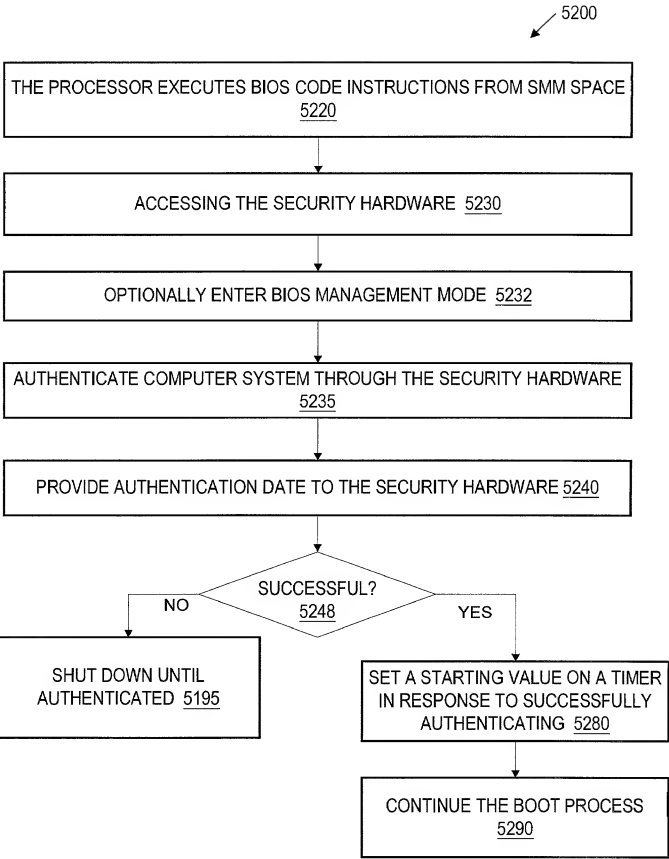 5200
THE PROCESSOR EXECUTES BIOS CODE INSTRUCTIONS FROM SMM SPACE
5220
ACCESSING THE SECURITY HARDWARE 5230
OPTIONALLY ENTER BIOS MANAGEMENT MODE 5232
AUTHENTICATE COMPUTER SYSTEM THROUGH THE SECURITY HARDWARE
5235
PROVIDE AUTHENTICATION DATE TO THE SECURITY HARDWARE 5240
SUCCESSFUL?
5248
NO
YES
SHUT DOWN UNTIL
AUTHENTICATED 5195
SET A STARTING VALUE ON A TIMER
IN RESPONSE TO SUCCESSFULLY
AUTHENTICATING 5280
CONTINUE THE BOOT PROCESS
5290